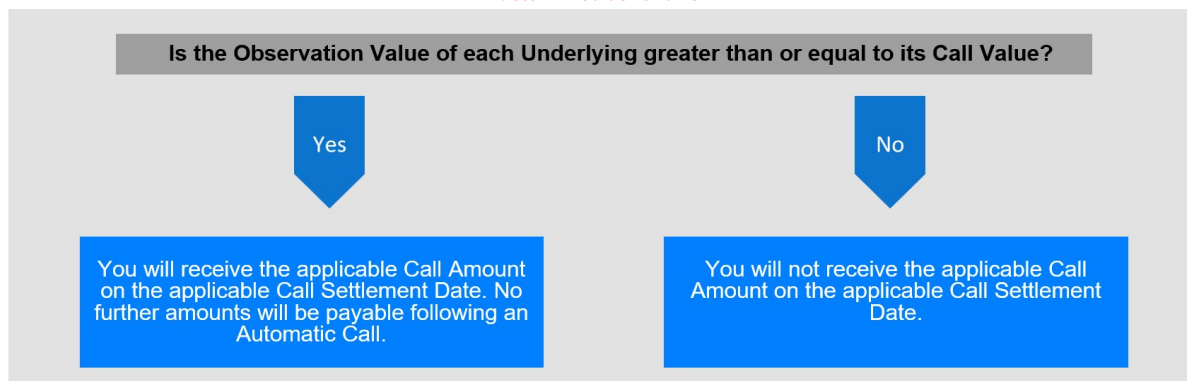 Is the Observation Value of each Underlying greater than or equal to its Call Value?
Yes
No
You will receive the applicable Call Amount
on the applicable Call Settlement Date. No
further amounts will be payable following an
Automatic Call.
You will not receive the applicable Call
Amount on the applicable Call Settlement
Date.